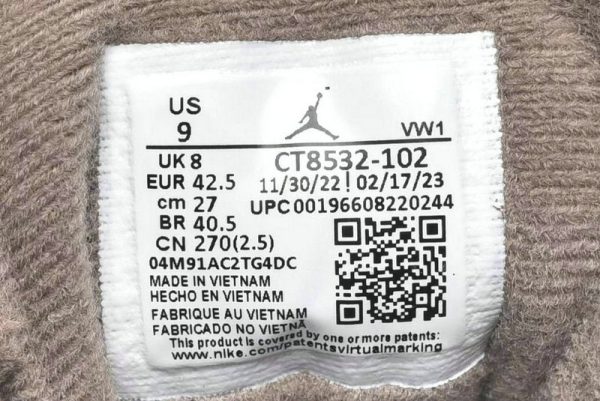 US
9
VW1
UK 8
CT8532-102
EUR 42.5
11/30/22 ! 02/17/23
cm 27
UPC 00196608220244
BR 40.5
CN 270(2.5)
04M91AC2TG4DC
MADE IN VIETNAM
HECHO EN VIETNAM
FABRIQUE AU VIETNAM
FABRICADO NO VIETNÃ
This product is covered by one or more patents:
www.nike.com/patentsvirtualmarking